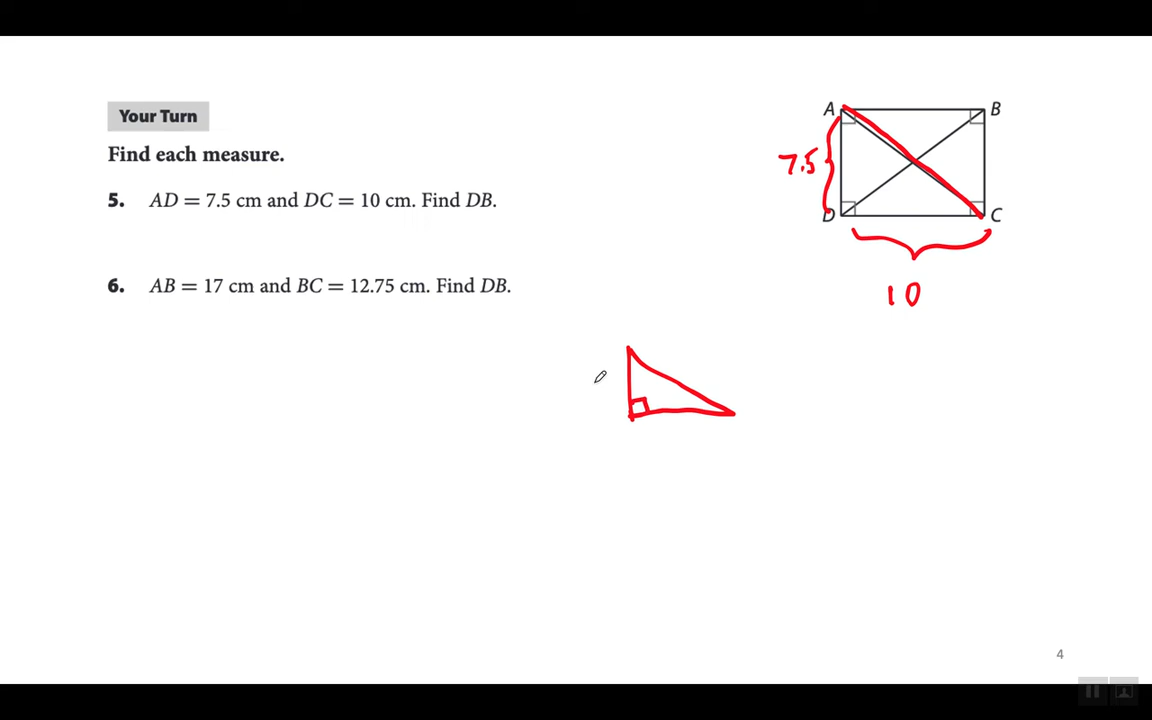 Your Turn
Find each measure.
5. AD = 7.5 cm and DC = 10 cm. Find DB.
6. AB = 17 cm and BC = 12.75 cm. Find DB.
A
B
7.5
D
C
10
4